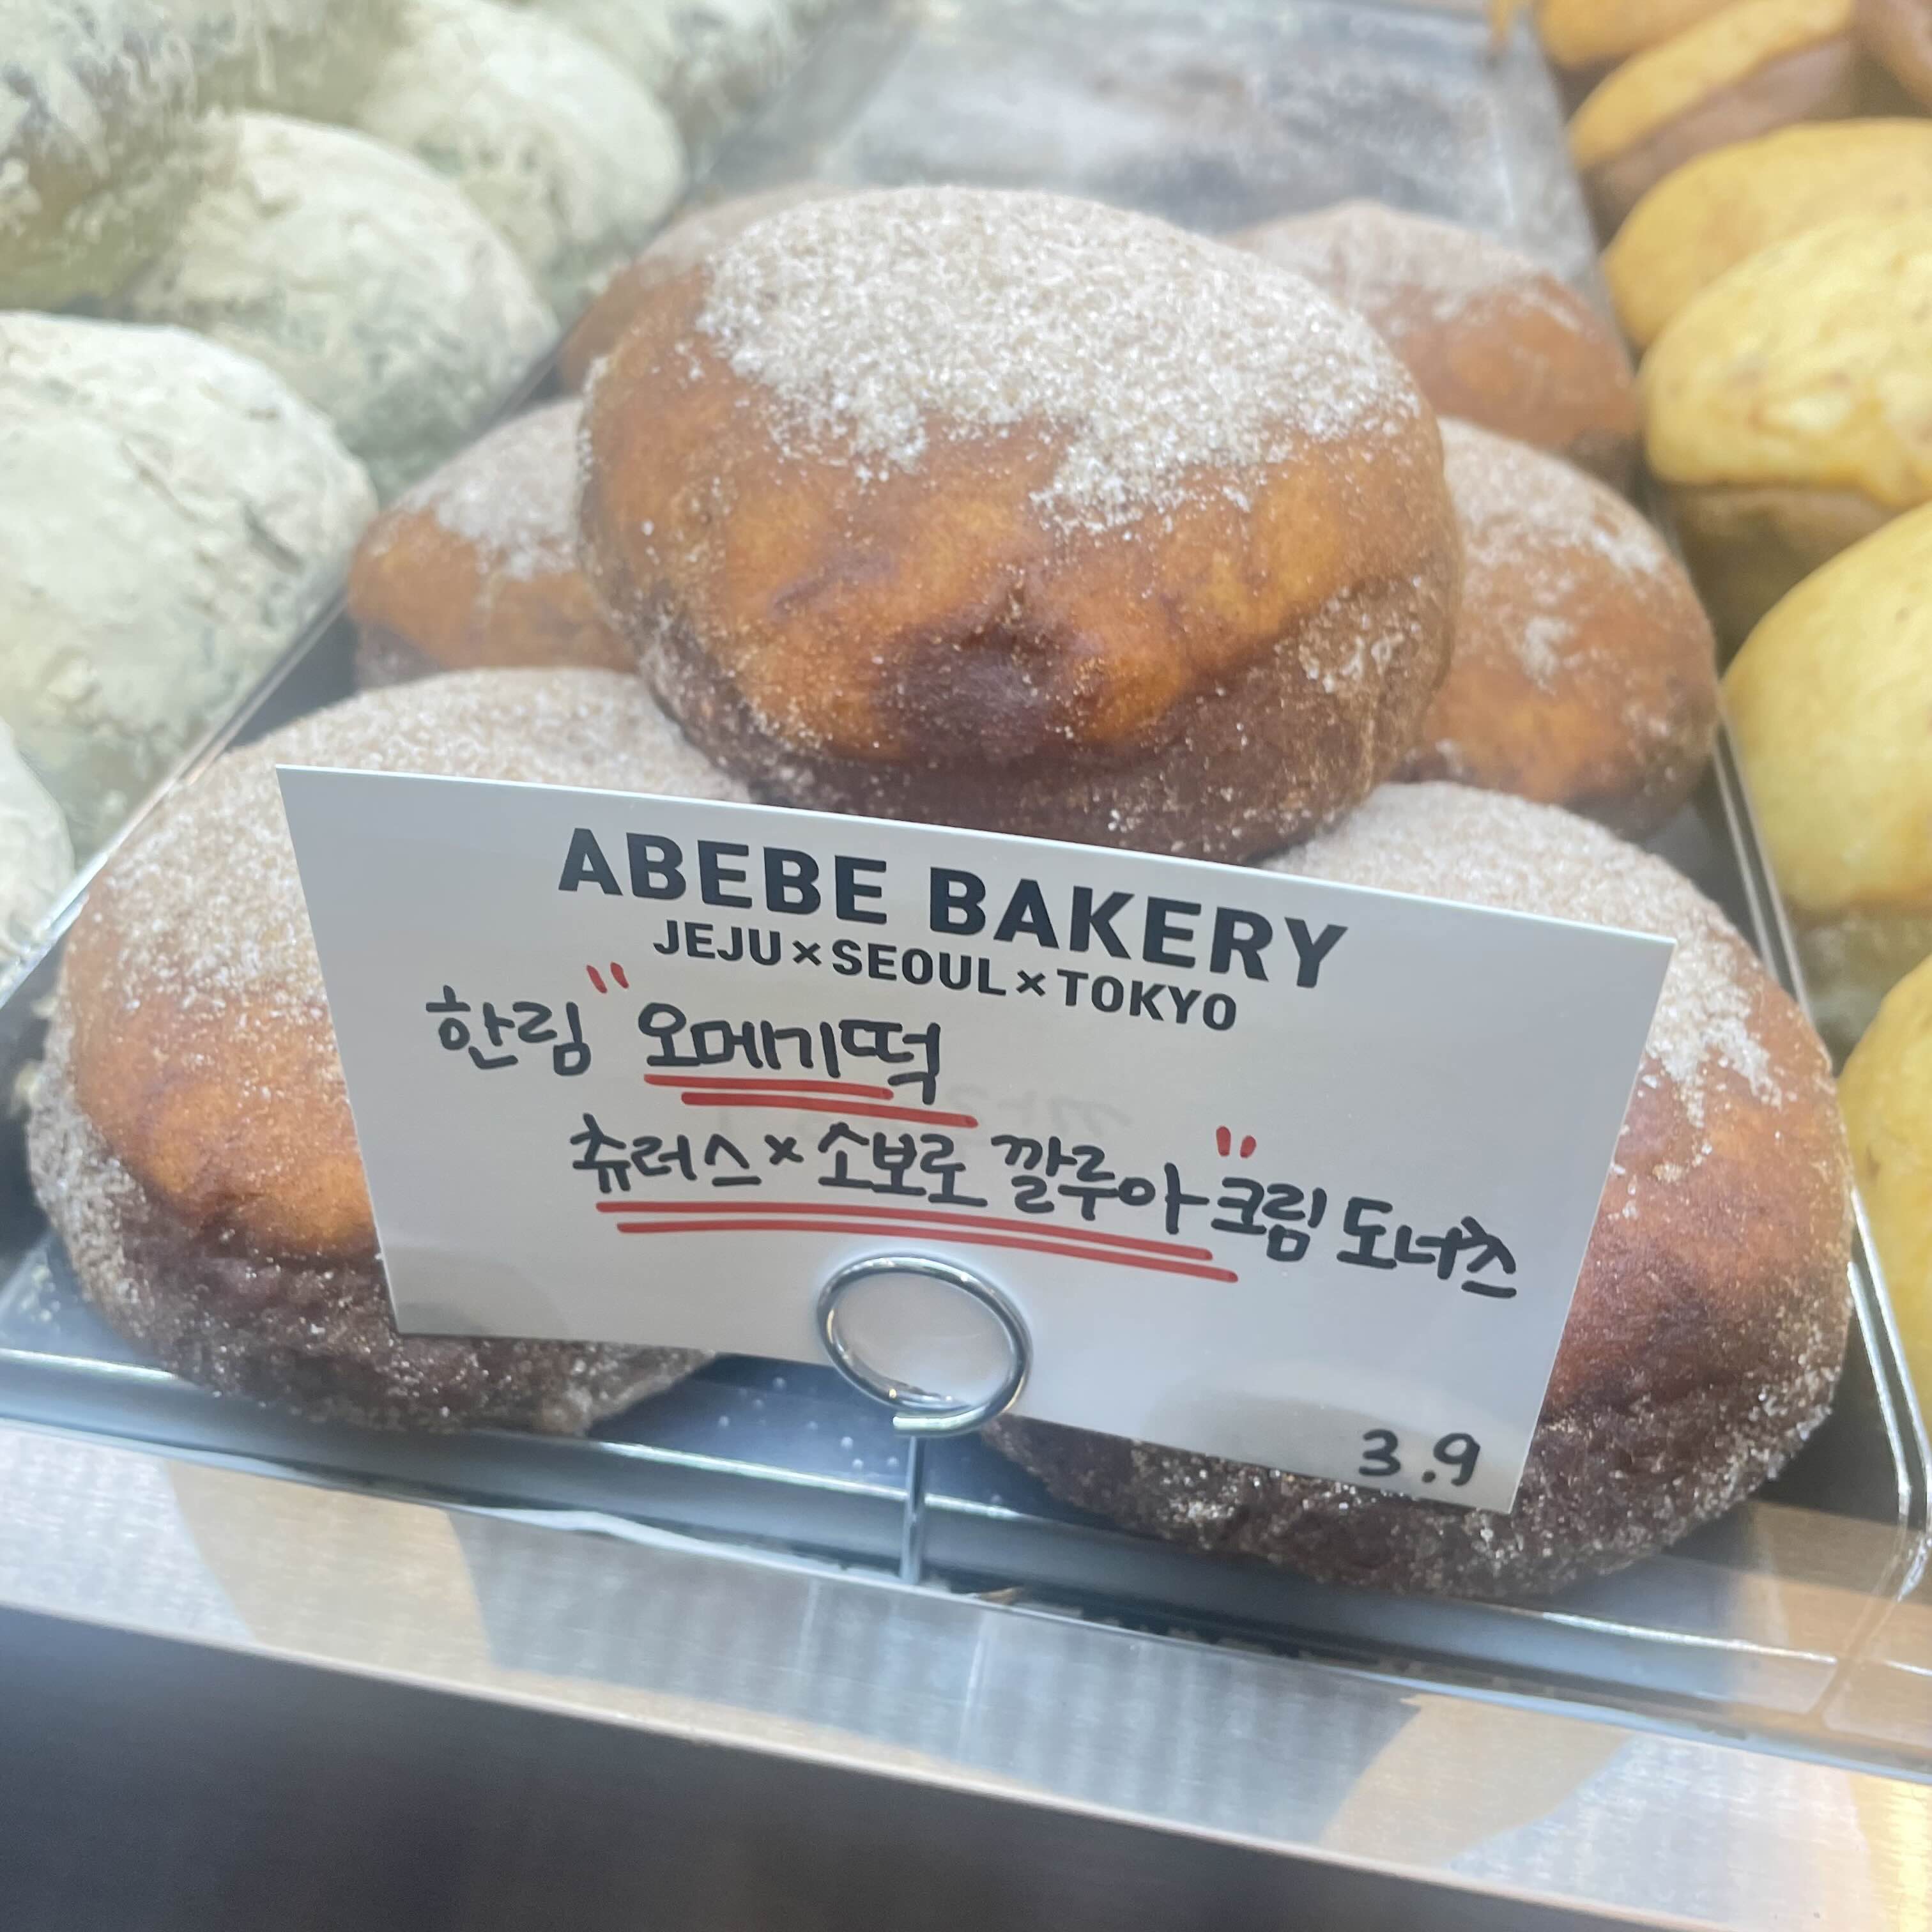 ABEBE BAKERY
JEJU×SEOUL×TOKYO
한림 "오메기떡
츄러스×소보로 깔루아" 크림 도너츠
3.9